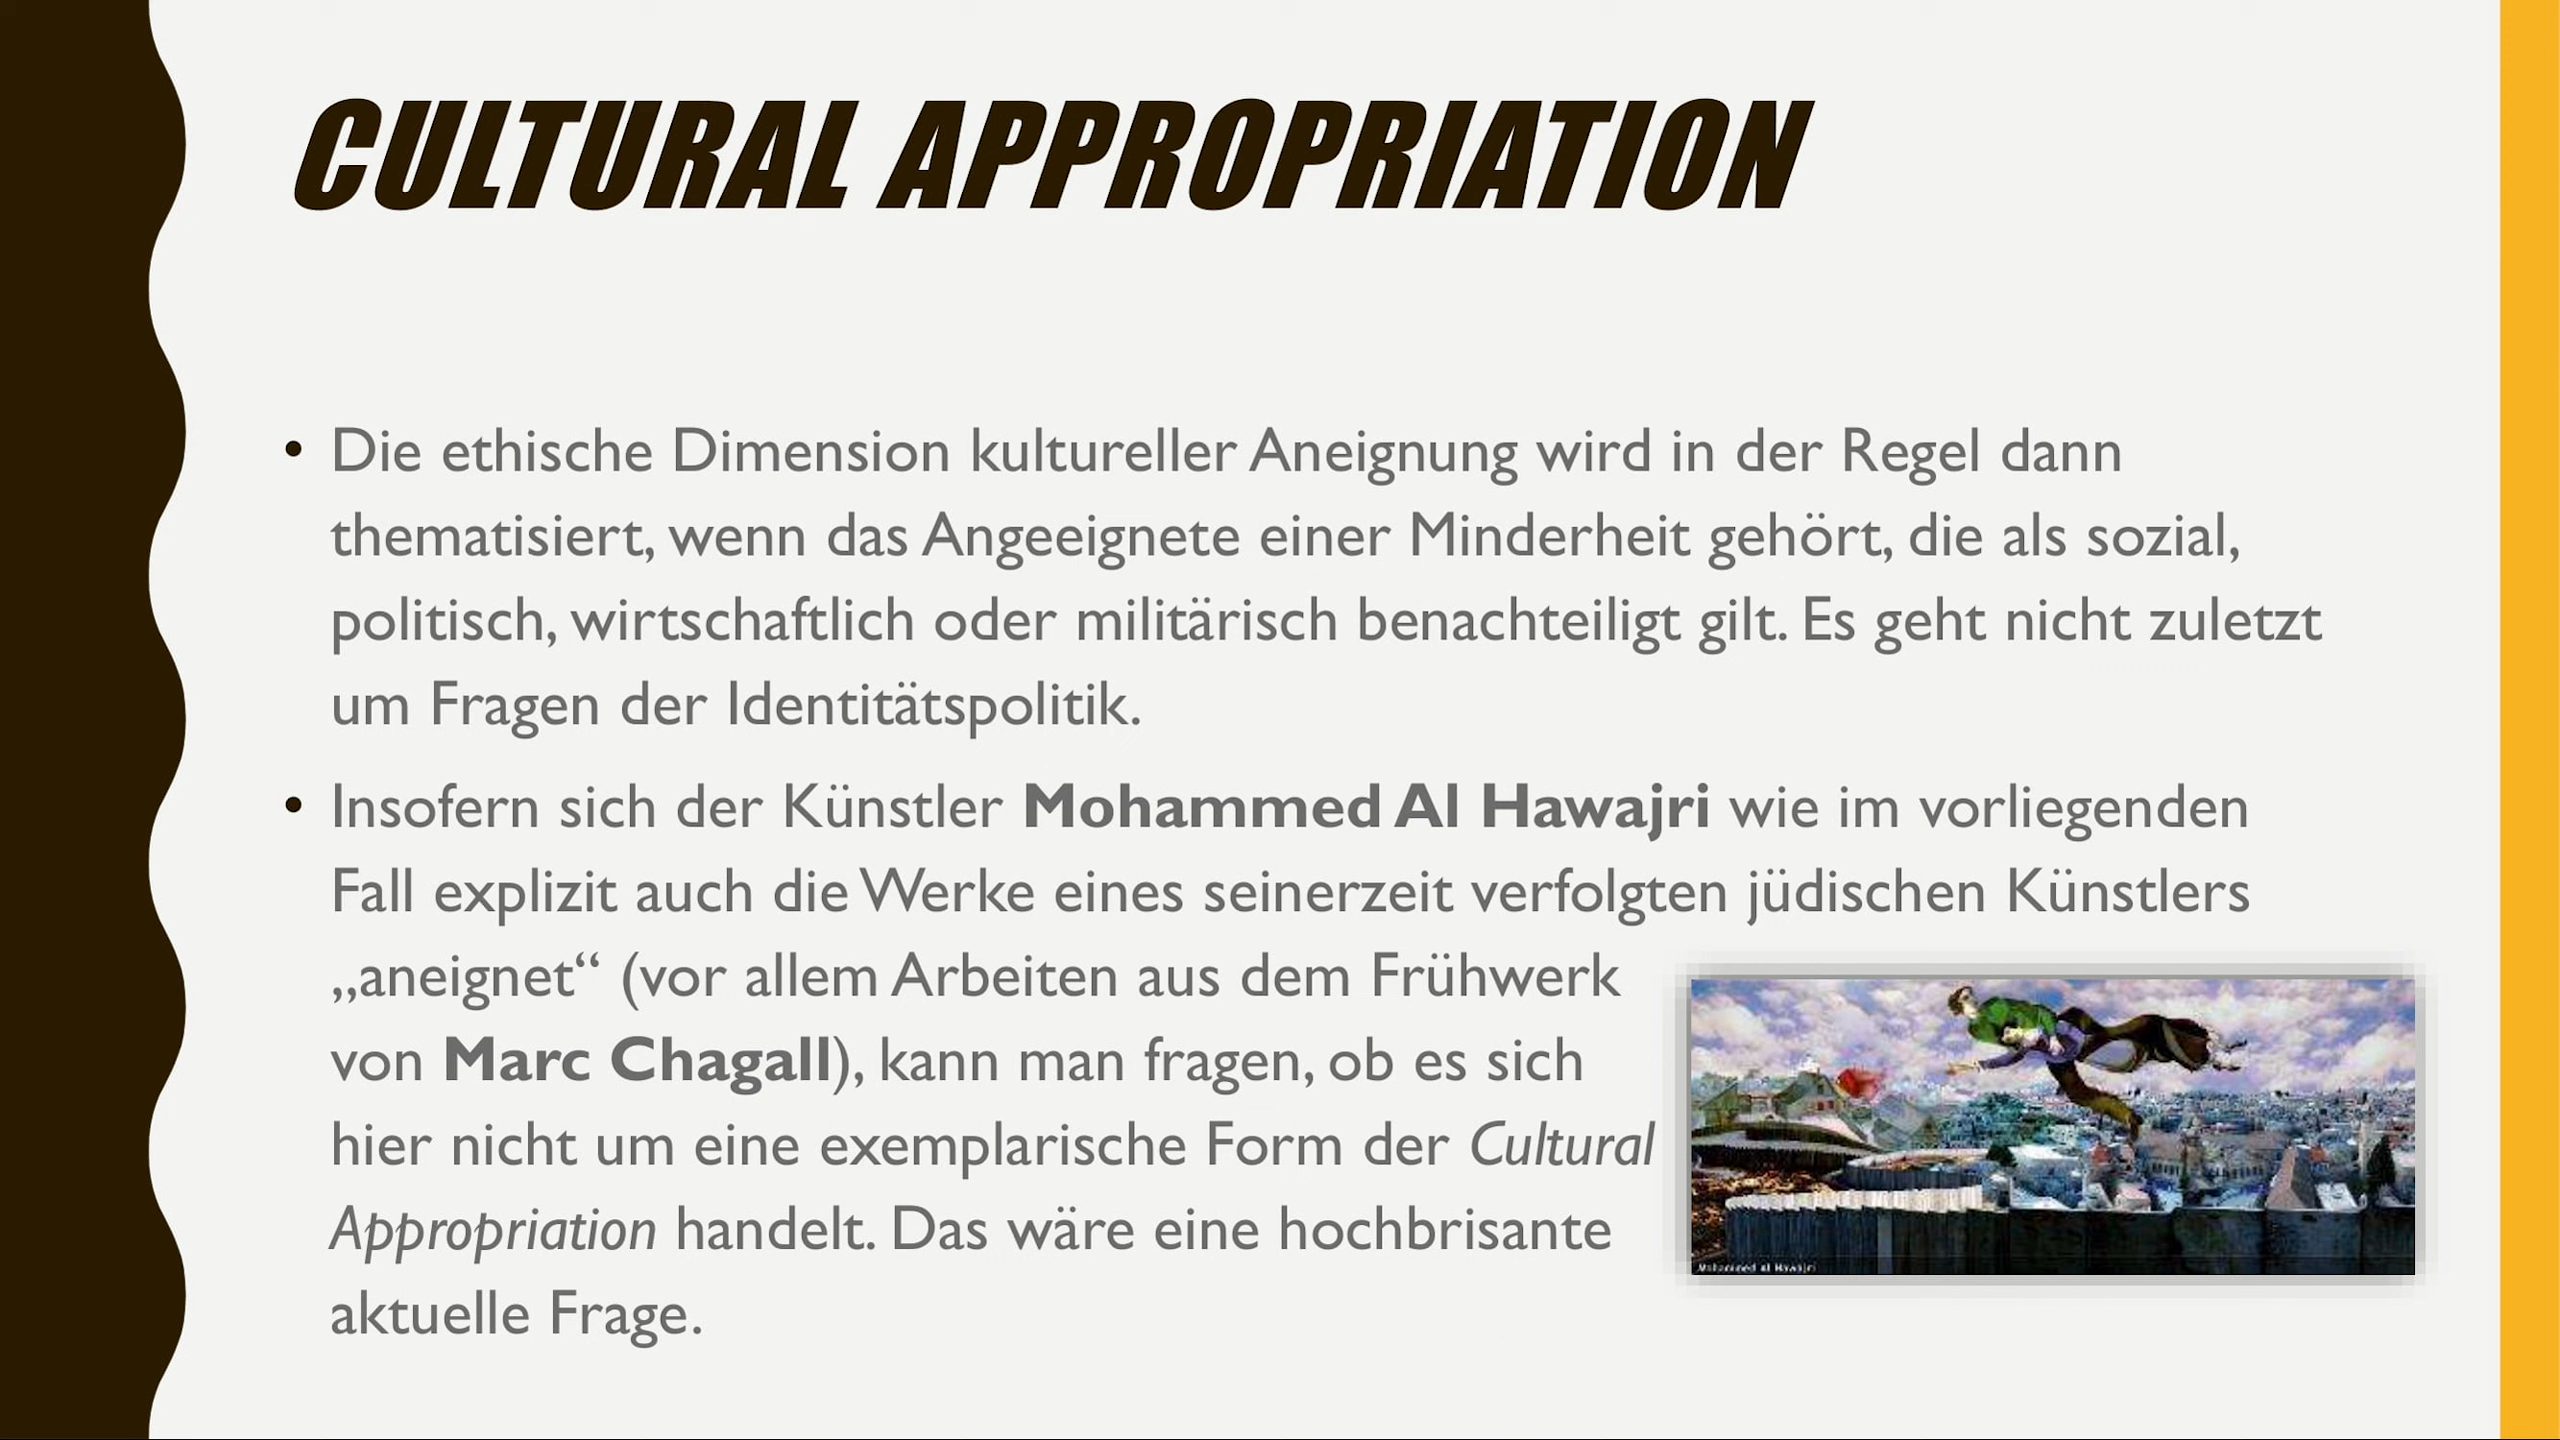 CULTURAL APPROPRIATION
• Die ethische Dimension kultureller Aneignung wird in der Regel dann
thematisiert, wenn das Angeeignete einer Minderheit gehört, die als sozial,
politisch, wirtschaftlich oder militärisch benachteiligt gilt. Es geht nicht zuletzt
um Fragen der Identitätspolitik.
• Insofern sich der Künstler Mohammed Al Hawajri wie im vorliegenden
Fall explizit auch die Werke eines seinerzeit verfolgten jüdischen Künstlers
„aneignet“ (vor allem Arbeiten aus dem Frühwerk
von Marc Chagall), kann man fragen, ob es sich
hier nicht um eine exemplarische Form der Cultural
Appropriation handelt. Das wäre eine hochbrisante
aktuelle Frage.
Mohammed al Hawajri